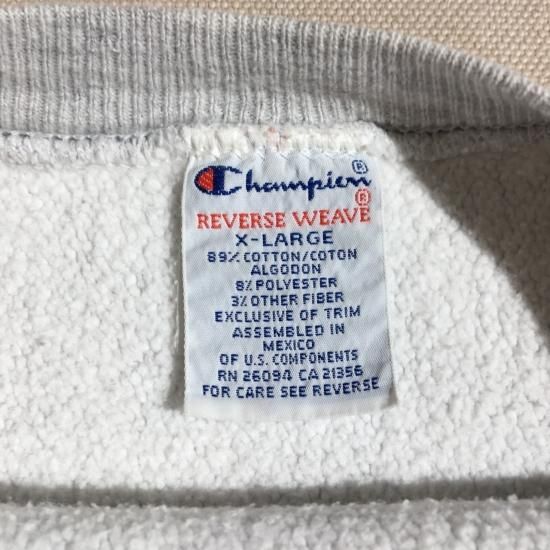 Champion®
REVERSE WEAVE®
X-LARGE
89% COTTON/COTON
ALGODON
8% POLYESTER
3% OTHER FIBER
EXCLUSIVE OF TRIM
ASSEMBLED IN
MEXICO
OF U.S. COMPONENTS
RN 26094 CA 21356
FOR CARE SEE REVERSE